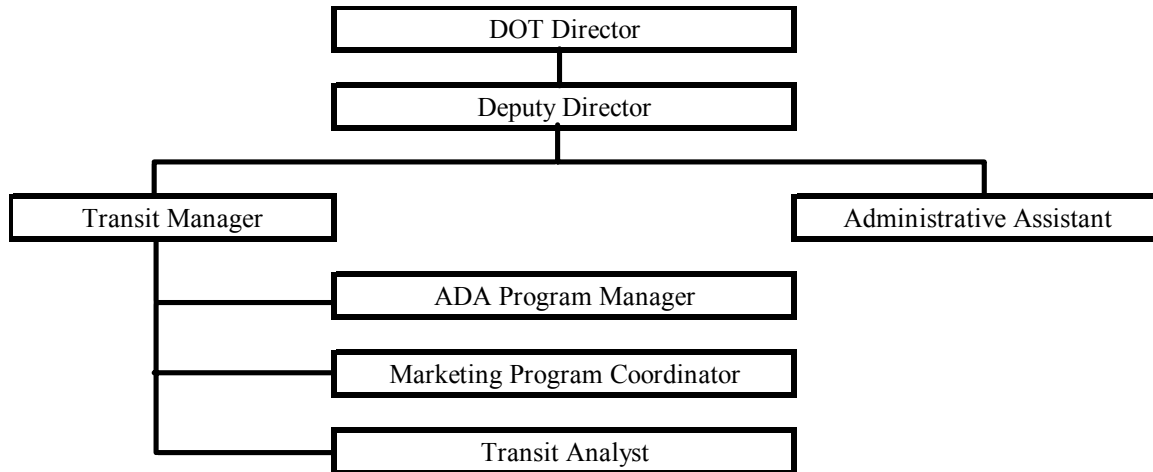 DOT Director
Deputy Director
Transit Manager
Administrative Assistant
ADA Program Manager
Marketing Program Coordinator
Transit Analyst